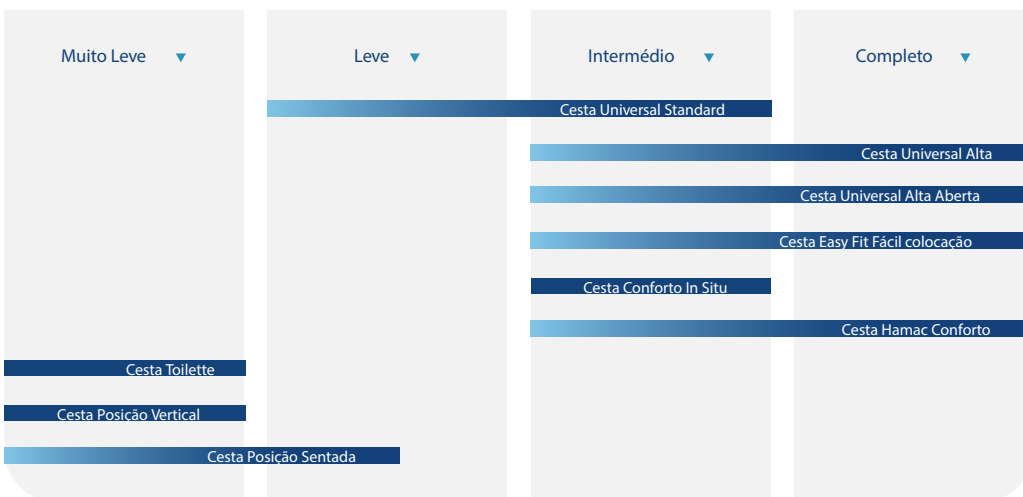 Muito Leve ▼
Leve ▼
Intermédio ▼
Completo ▼
Cesta Universal Standard
Cesta Universal Alta
Cesta Universal Alta Aberta
Cesta Easy Fit Fácil colocação
Cesta Conforto In Situ
Cesta Hamac Conforto
Cesta Toilette
Cesta Posição Vertical
Cesta Posição Sentada